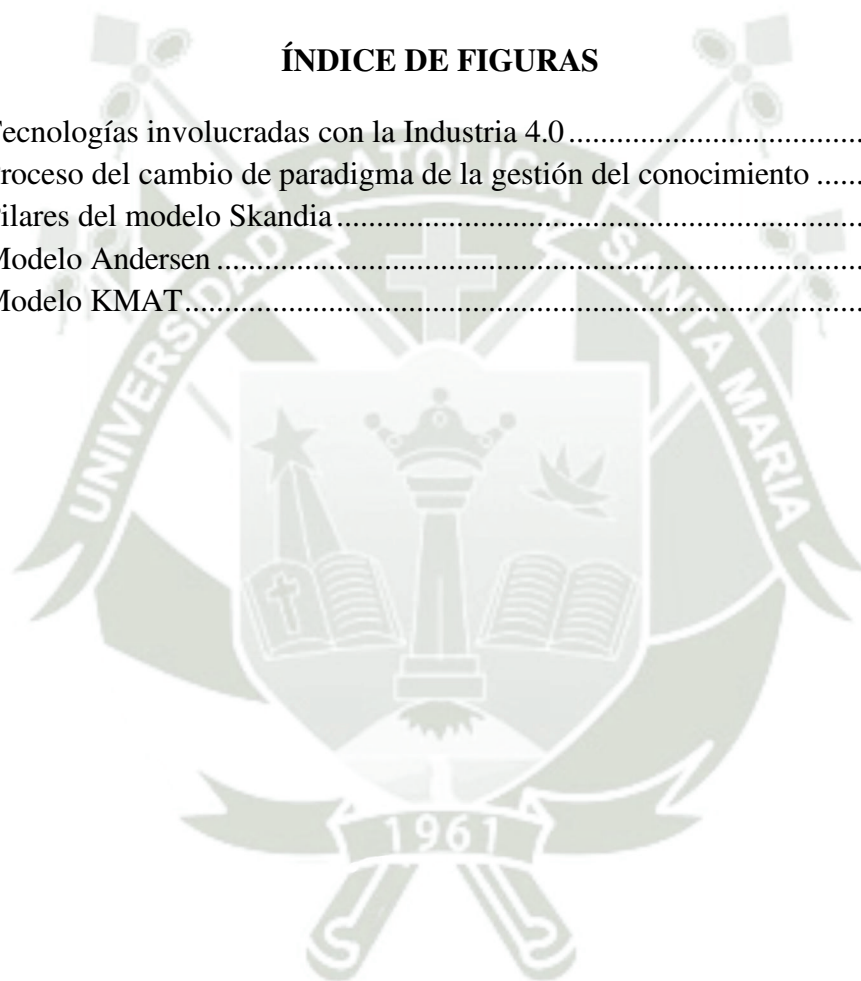 ÍNDICE DE FIGURAS
Tecnologías involucradas con la Industria 4.0....................................
Proceso del cambio de paradigma de la gestión del conocimiento ......
Pilares del modelo Skandia..................................................................
Modelo Andersen .................................................................................
Modelo KMAT.....................................................................................
UNIVERSIDAD CATOLICA SANTA MARIA
1961